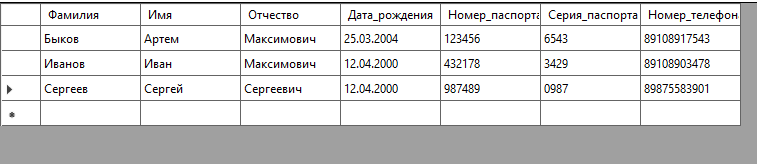 Фамилия Имя Отчество Дата_рождения Номер_паспорта Серия_паспорта Номер_телефон
Быков Артем Максимович 25.03.2004 123456 6543 89108917543
Иванов Иван Максимович 12.04.2000 432178 3429 89108903478
Сергеев Сергей Сергеевич 12.04.2000 987489 0987 89875583901